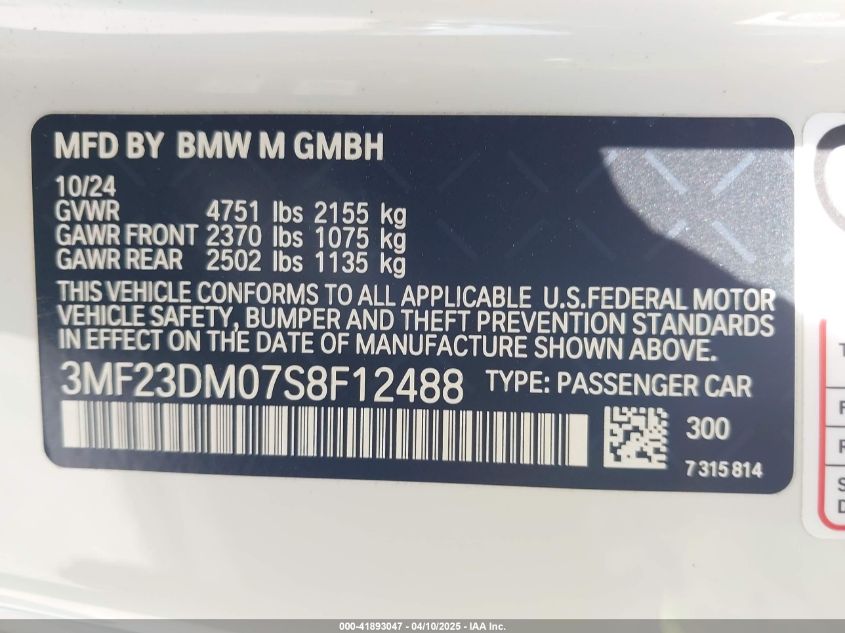 MFD BY BMW M GMBH
10/24
GVWR 4751 lbs 2155 kg
GAWR FRONT 2370 lbs 1075 kg
GAWR REAR 2502 lbs 1135 kg
THIS VEHICLE CONFORMS TO ALL APPLICABLE U.S.FEDERAL MOTOR
VEHICLE SAFETY, BUMPER AND THEFT PREVENTION STANDARDS
IN EFFECT ON THE DATE OF MANUFACTURE SHOWN ABOVE.
3MF23DM07S8F12488 TYPE: PASSENGER CAR
300
7 315 814
000-41893047 - 04/10/2025 - IAA Inc.